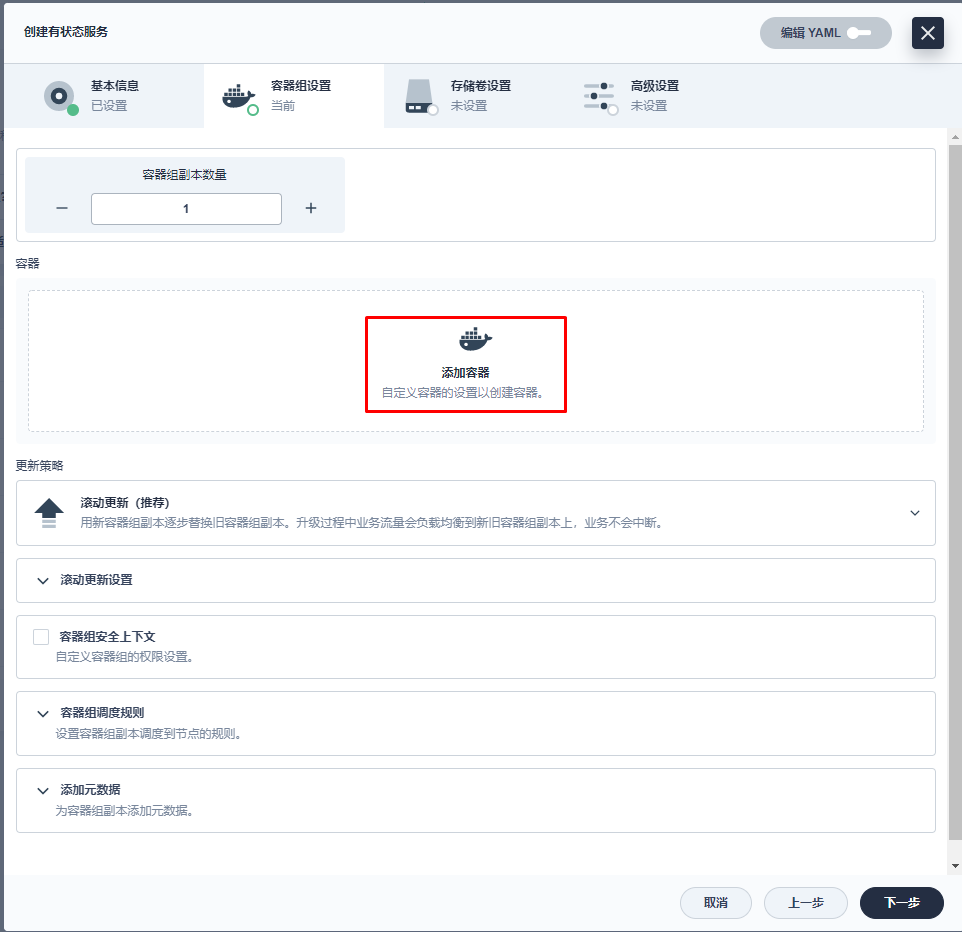 创建有状态服务
编辑 YAML
基本信息
已设置
容器组设置
当前
存储卷设置
未设置
高级设置
未设置
容器组副本数量
1
容器
添加容器
自定义容器的设置以创建容器。
更新策略
滚动更新（推荐）
用新容器组副本逐步替换旧容器组副本。升级过程中业务流量会负载均衡到新旧容器组副本上，业务不会中断。
滚动更新设置
容器组安全上下文
自定义容器组的权限设置。
容器组调度规则
设置容器组副本调度到节点的规则。
添加元数据
为容器组副本添加元数据。
取消
上一步
下一步